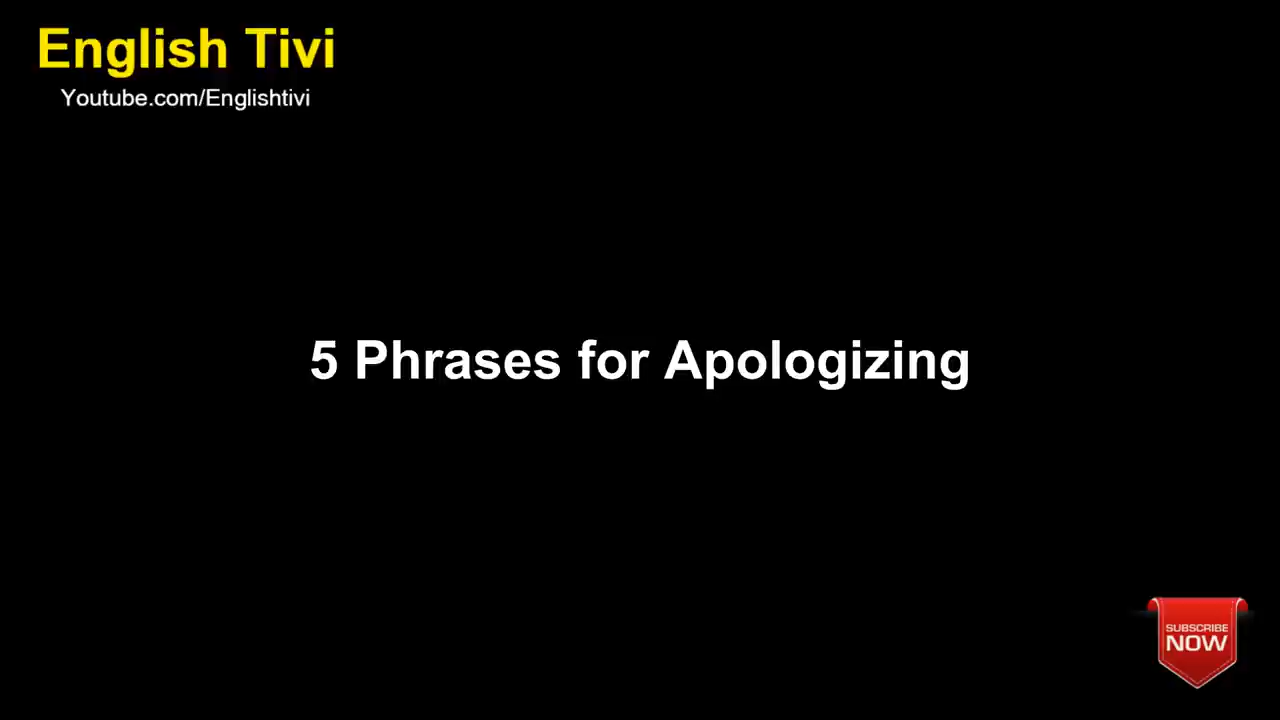 English Tivi
Youtube.com/Englishtivi
5 Phrases for Apologizing
SUBSCRIBE
NOW